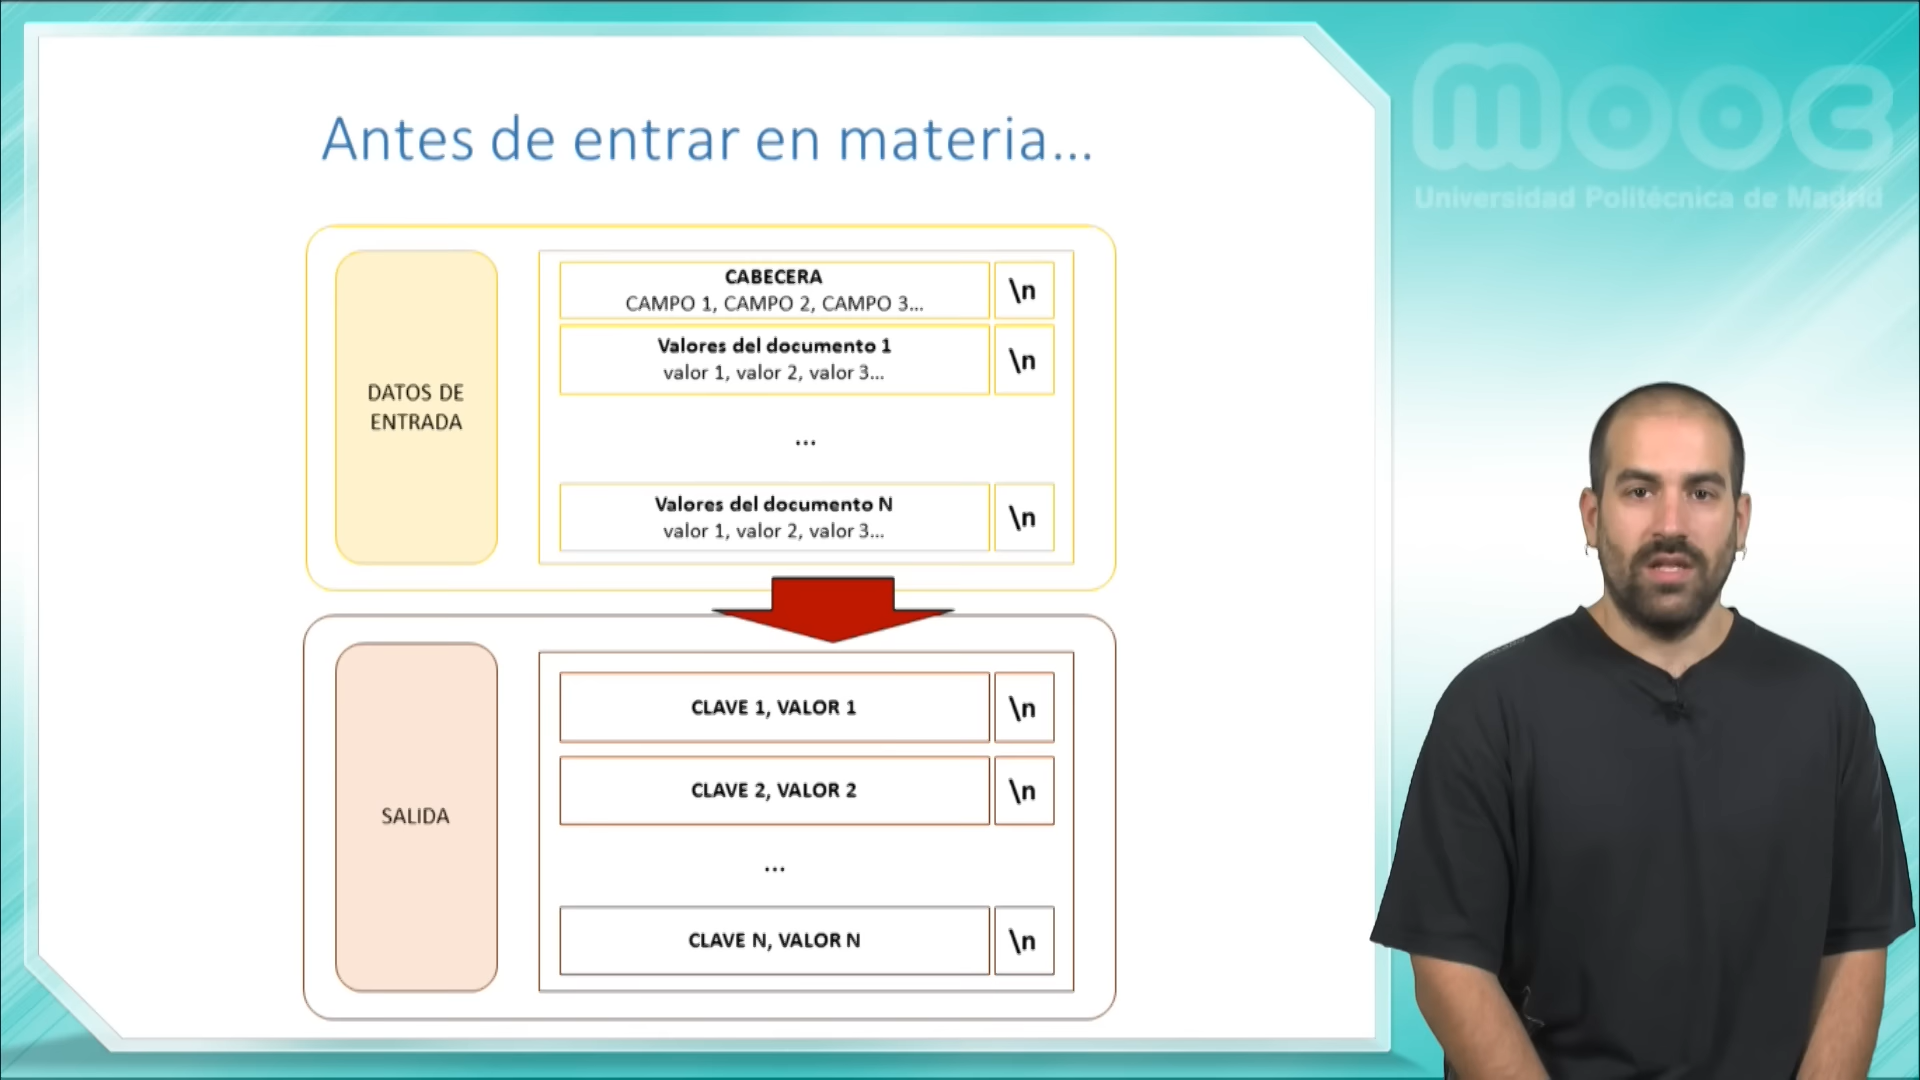 mooc
Universidad Politécnica de Madrid
Antes de entrar en materia...
DATOS DE
ENTRADA
CABECERA
CAMPO 1, CAMPO 2, CAMPO 3...
\n
Valores del documento 1
valor 1, valor 2, valor 3...
\n
...
Valores del documento N
valor 1, valor 2, valor 3...
\n
SALIDA
CLAVE 1, VALOR 1
\n
CLAVE 2, VALOR 2
\n
...
CLAVE N, VALOR N
\n